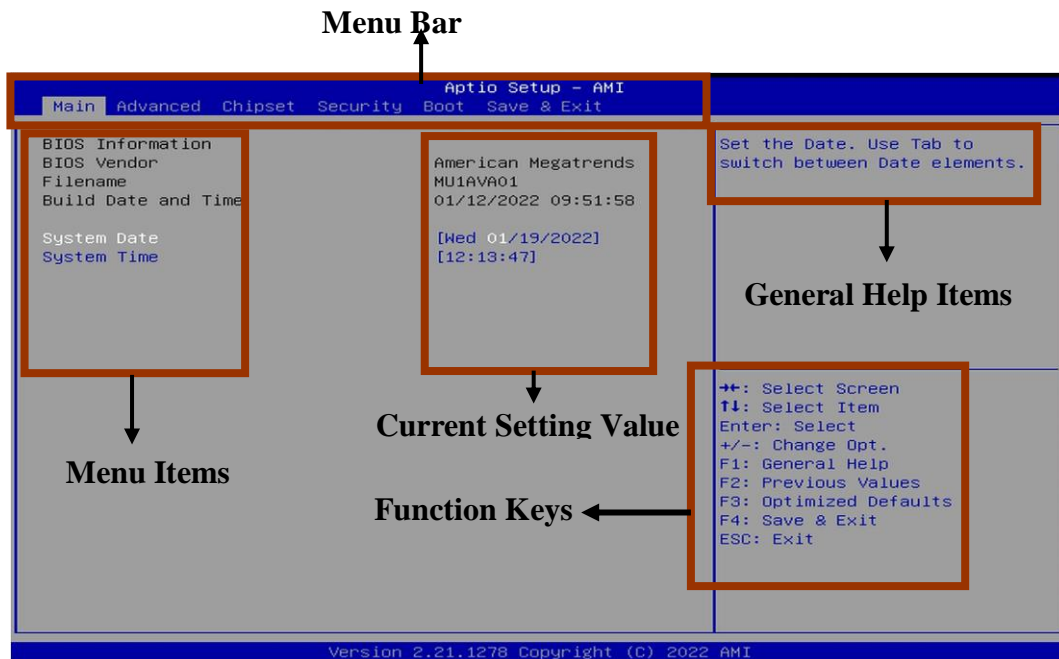 Menu Bar
Aptio Setup – AMI
Main Advanced Chipset Security Boot Save & Exit
BIOS Information
BIOS Vendor American Megatrends
Filename MU1AVA01
Build Date and Time 01/12/2022 09:51:58
System Date [Wed 01/19/2022]
System Time [12:13:47]
Set the Date. Use Tab to
switch between Date elements.
General Help Items
Current Setting Value
Menu Items
Function Keys
→←: Select Screen
↑↓: Select Item
Enter: Select
+/-: Change Opt.
F1: General Help
F2: Previous Values
F3: Optimized Defaults
F4: Save & Exit
ESC: Exit
Version 2.21.1278 Copyright (C) 2022 AMI